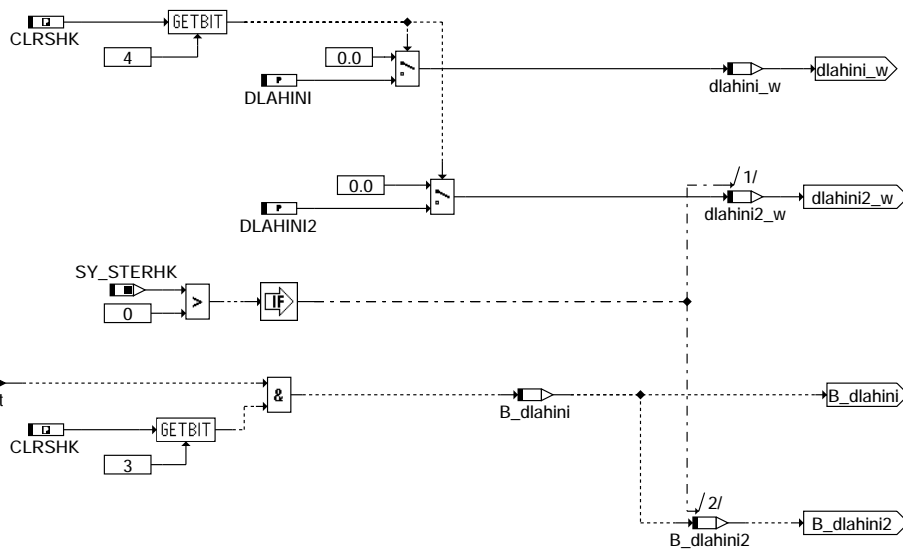 GETBIT
CLRSHK
4
0.0
P
DLAHINI
dlahini_w
dlahini_w
0.0
/1/
P
DLAHINI2
dlahini2_w
dlahini2_w
SY_STERHK
>
IF
0
t
&
B_dlahini
B_dlahini
CLRSHK
GETBIT
3
/2/
B_dlahini2
B_dlahini2